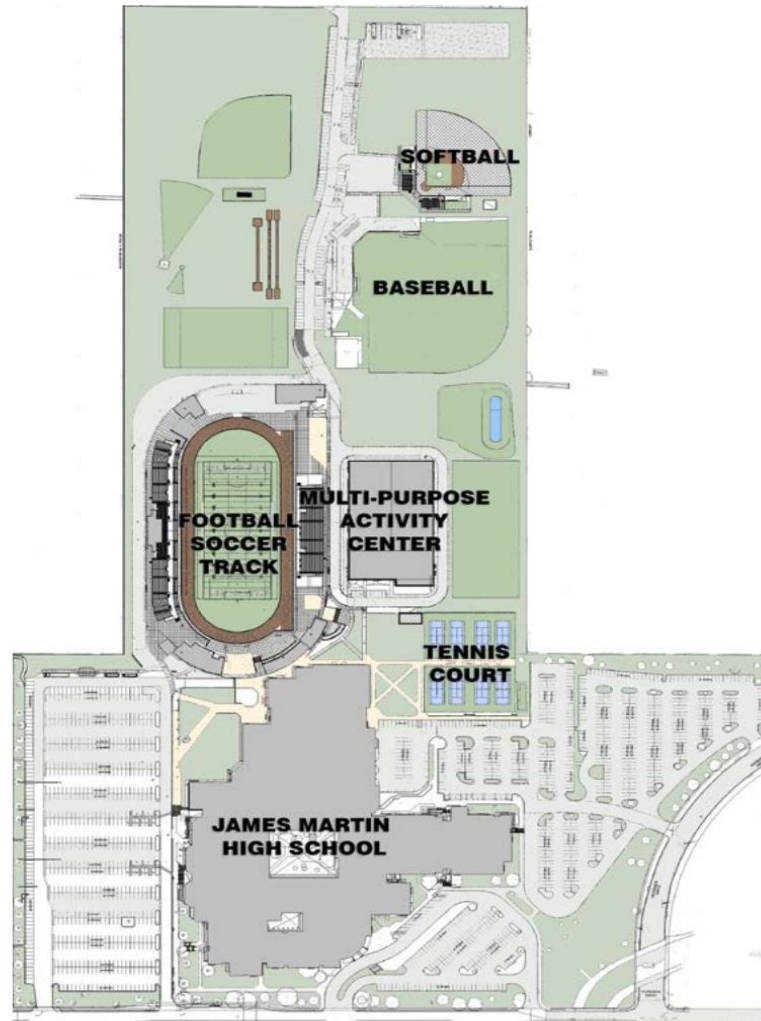 SOFTBALL
BASEBALL
MULTI-PURPOSE
ACTIVITY
CENTER
FOOTBALL
SOCCER
TRACK
TENNIS
COURT
JAMES MARTIN
HIGH SCHOOL